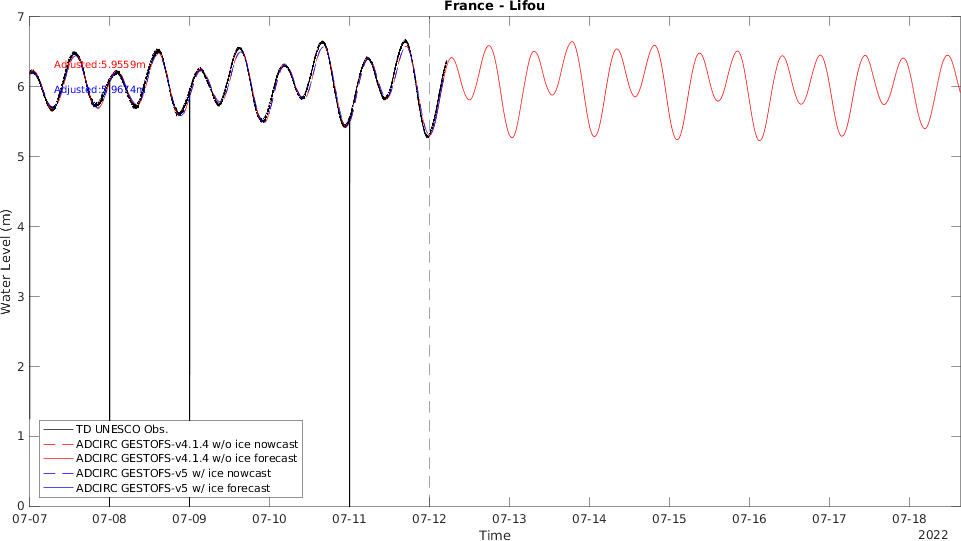 France - Lifou
Water Level (m)
7
6
5
4
3
2
1
0
Adjusted:5.9559m
Adjusted:5.9674m
TD UNESCO Obs.
ADCIRC GESTOFS-v4.1.4 w/o ice nowcast
ADCIRC GESTOFS-v4.1.4 w/o ice forecast
ADCIRC GESTOFS-v5 w/ ice nowcast
ADCIRC GESTOFS-v5 w/ ice forecast
07-07 07-08 07-09 07-10 07-11 07-12 07-13 07-14 07-15 07-16 07-17 07-18
Time
2022